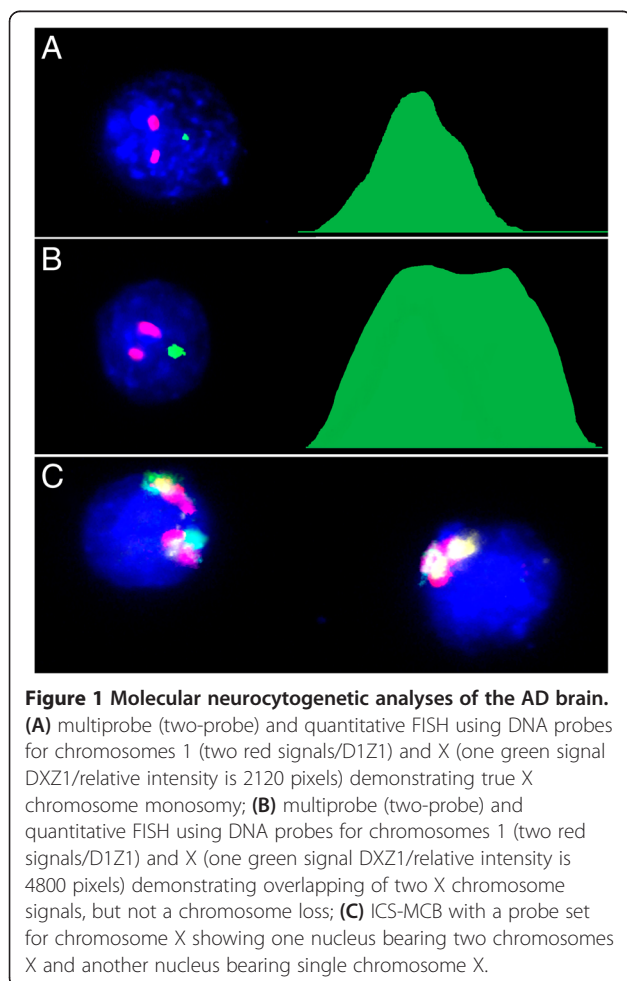 A
B
C
Figure 1 Molecular neurocytogenetic analyses of the AD brain.
(A) multiprobe (two-probe) and quantitative FISH using DNA probes
for chromosomes 1 (two red signals/D1Z1) and X (one green signal
DXZ1/relative intensity is 2120 pixels) demonstrating true X
chromosome monosomy; (B) multiprobe (two-probe) and
quantitative FISH using DNA probes for chromosomes 1 (two red
signals/D1Z1) and X (one green signal DXZ1/relative intensity is
4800 pixels) demonstrating overlapping of two X chromosome
signals, but not a chromosome loss; (C) ICS-MCB with a probe set
for chromosome X showing one nucleus bearing two chromosomes
X and another nucleus bearing single chromosome X.